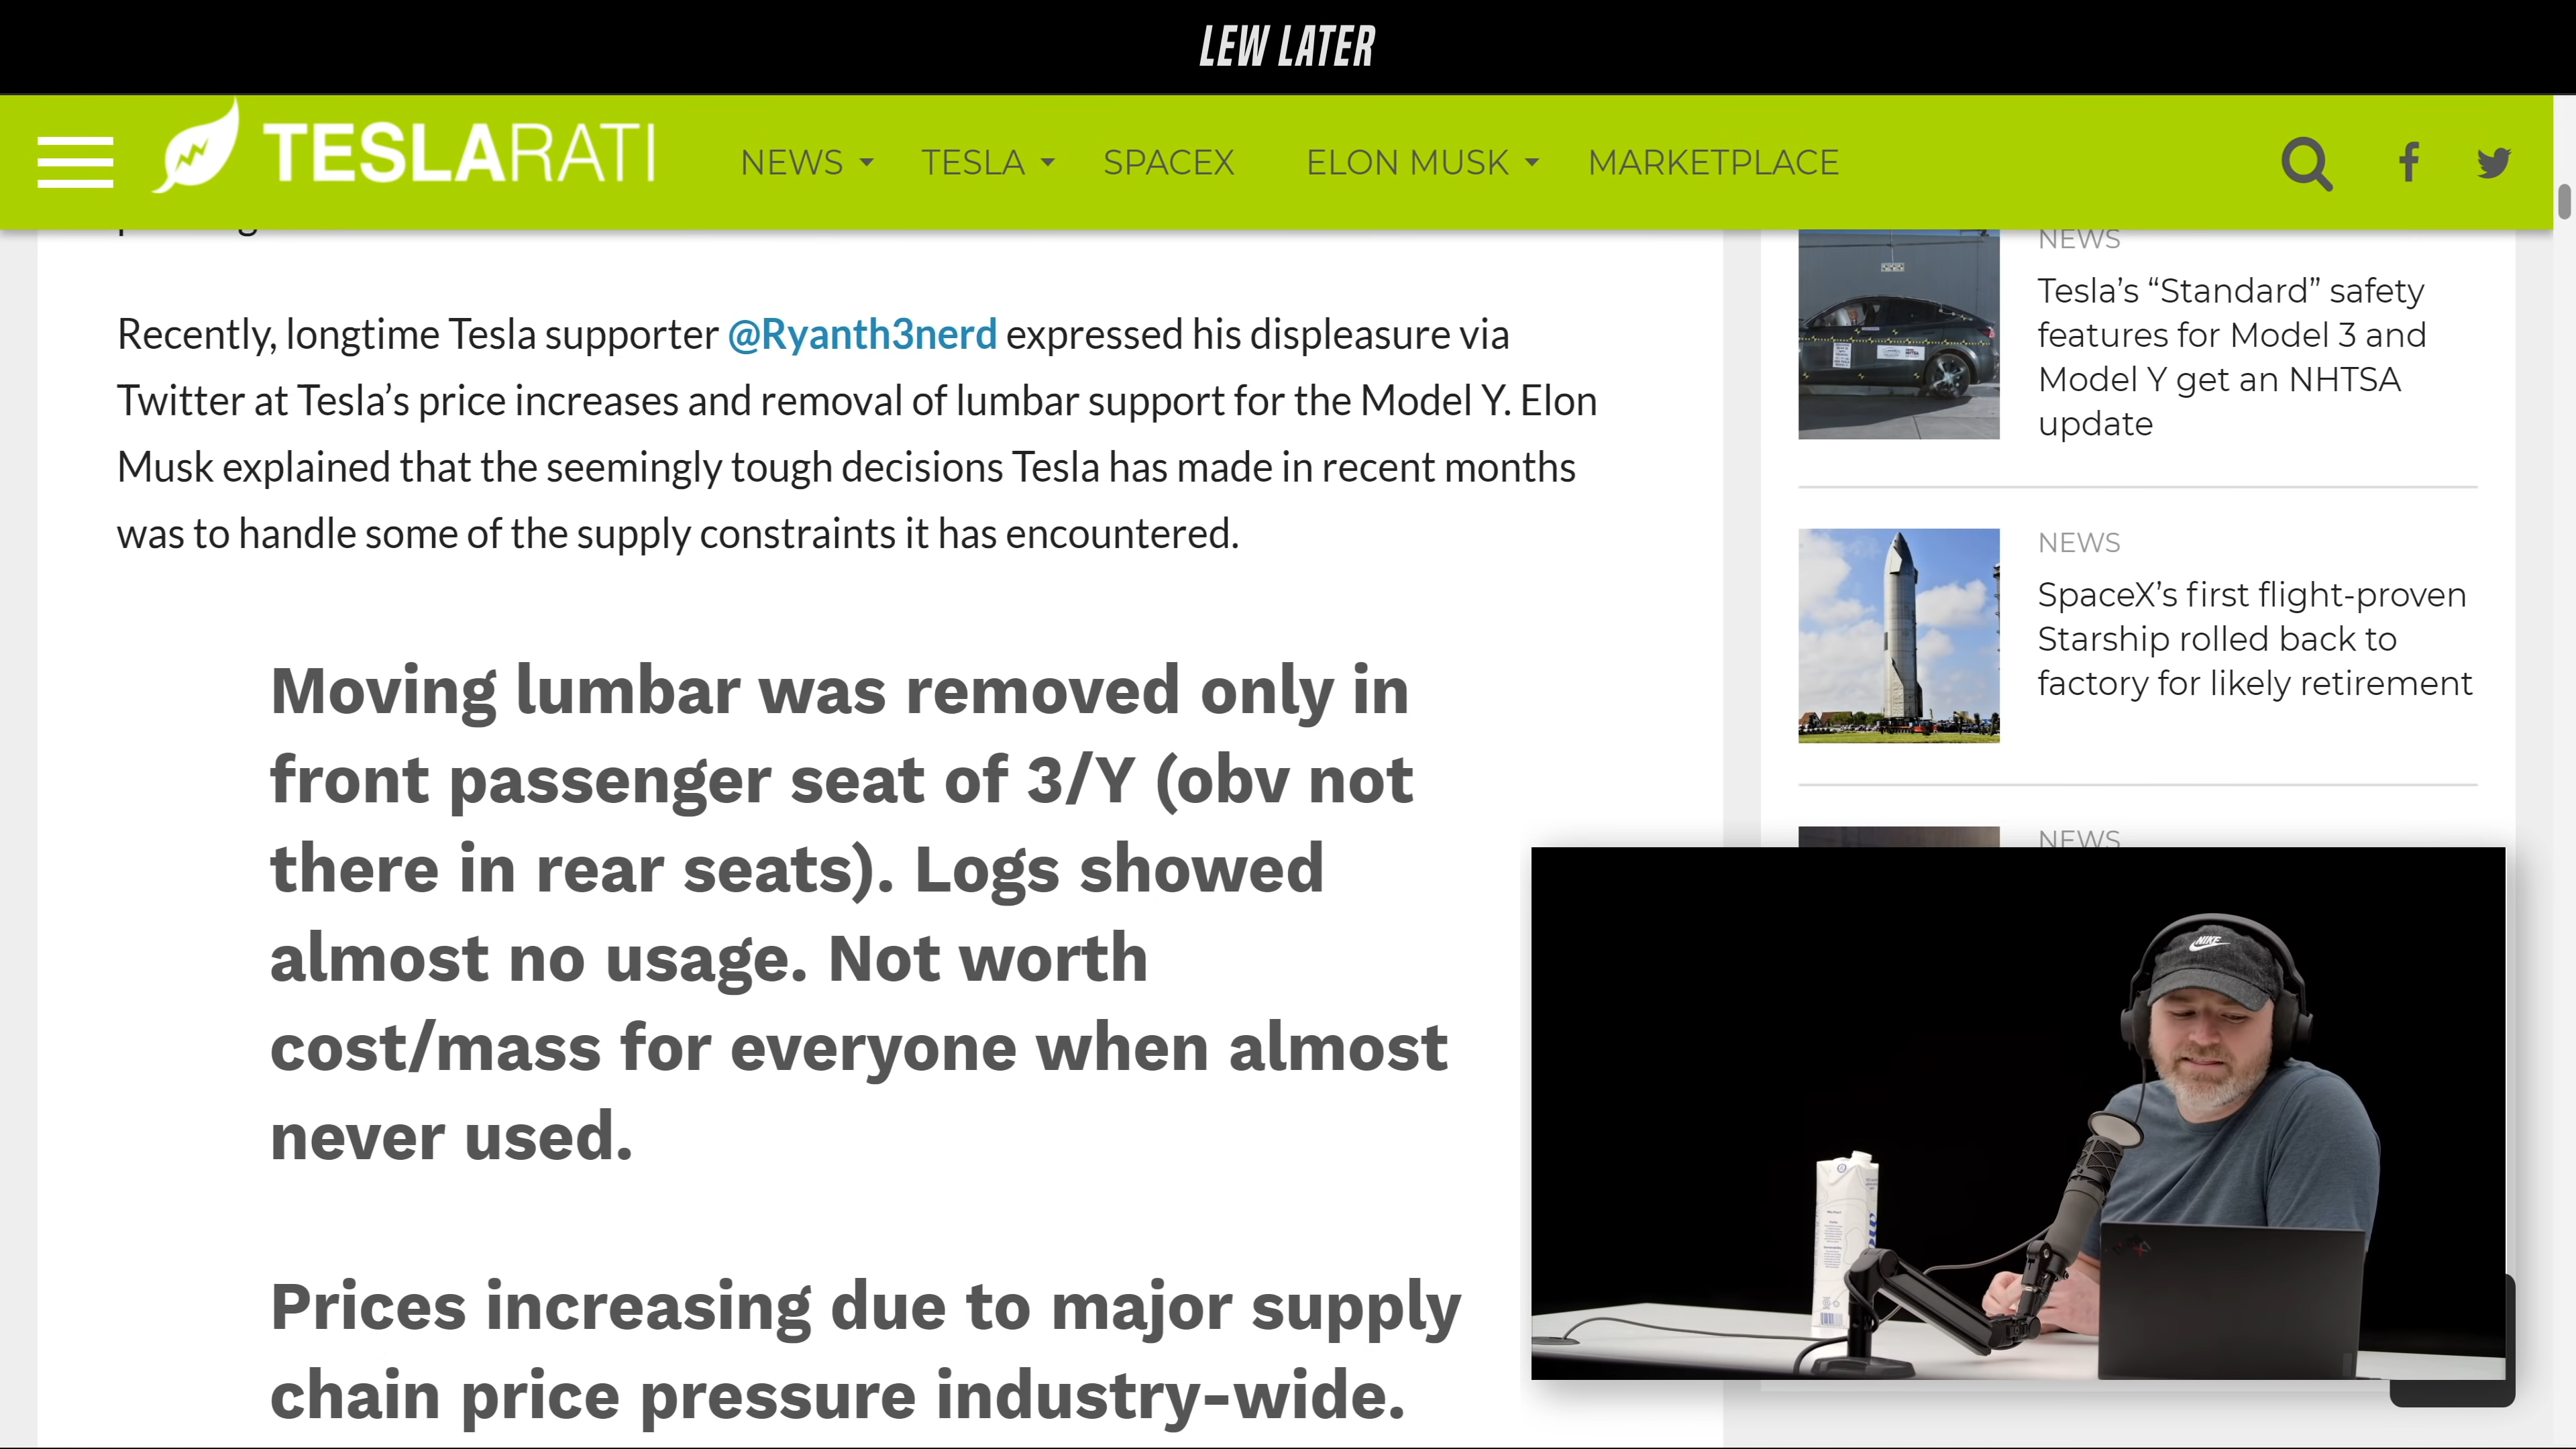 LEW LATER
TESLARATI
NEWS
TESLA
SPACEX
ELON MUSK
MARKETPLACE
Recently, longtime Tesla supporter @Ryanth3nerd expressed his displeasure via
Twitter at Tesla’s price increases and removal of lumbar support for the Model Y. Elon
Musk explained that the seemingly tough decisions Tesla has made in recent months
was to handle some of the supply constraints it has encountered.
Moving lumbar was removed only in
front passenger seat of 3/Y (obv not
there in rear seats). Logs showed
almost no usage. Not worth
cost/mass for everyone when almost
never used.
Prices increasing due to major supply
chain price pressure industry-wide.
NEWS
Tesla’s “Standard” safety
features for Model 3 and
Model Y get an NHTSA
update
NEWS
SpaceX’s first flight-proven
Starship rolled back to
factory for likely retirement
NEWS
NIKE